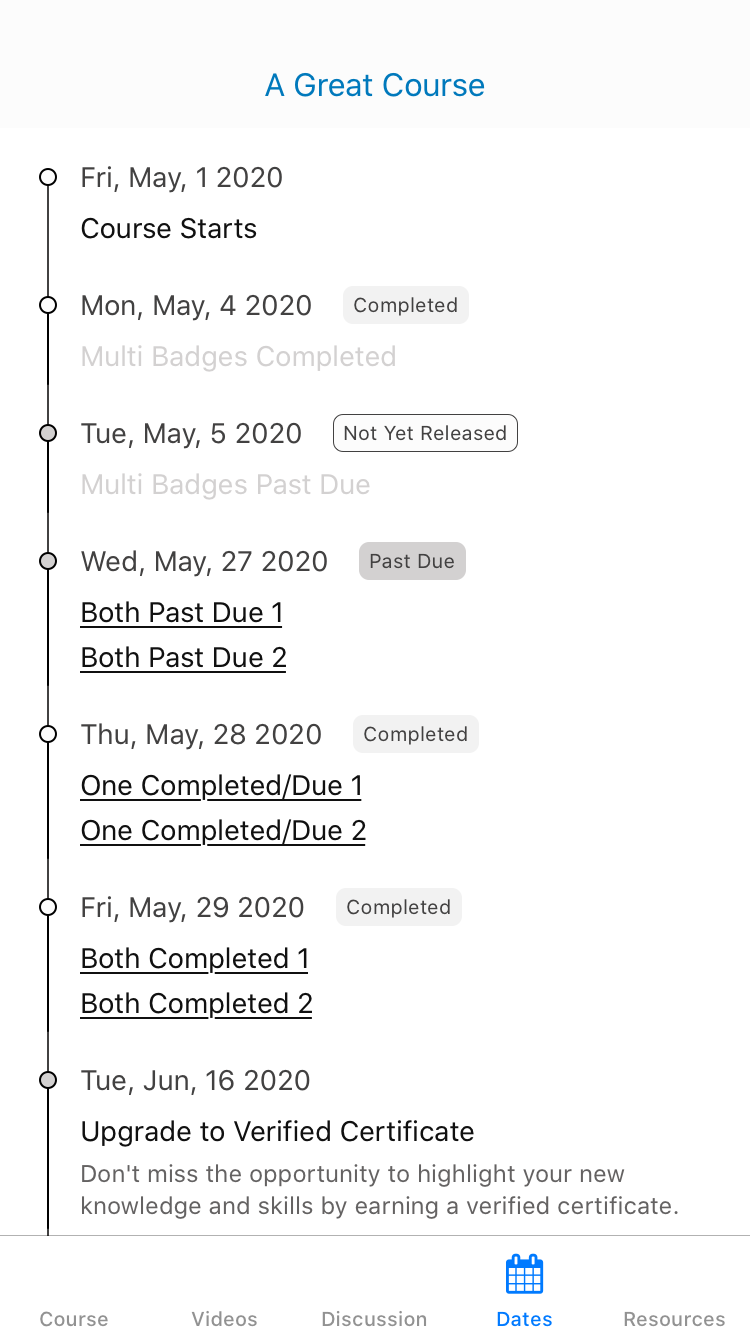 A Great Course
Fri, May, 1 2020
Course Starts
Mon, May, 4 2020 Completed
Multi Badges Completed
Tue, May, 5 2020 Not Yet Released
Multi Badges Past Due
Wed, May, 27 2020 Past Due
Both Past Due 1
Both Past Due 2
Thu, May, 28 2020 Completed
One Completed/Due 1
One Completed/Due 2
Fri, May, 29 2020 Completed
Both Completed 1
Both Completed 2
Tue, Jun, 16 2020
Upgrade to Verified Certificate
Don't miss the opportunity to highlight your new
knowledge and skills by earning a verified certificate.
Course Videos Discussion Dates Resources